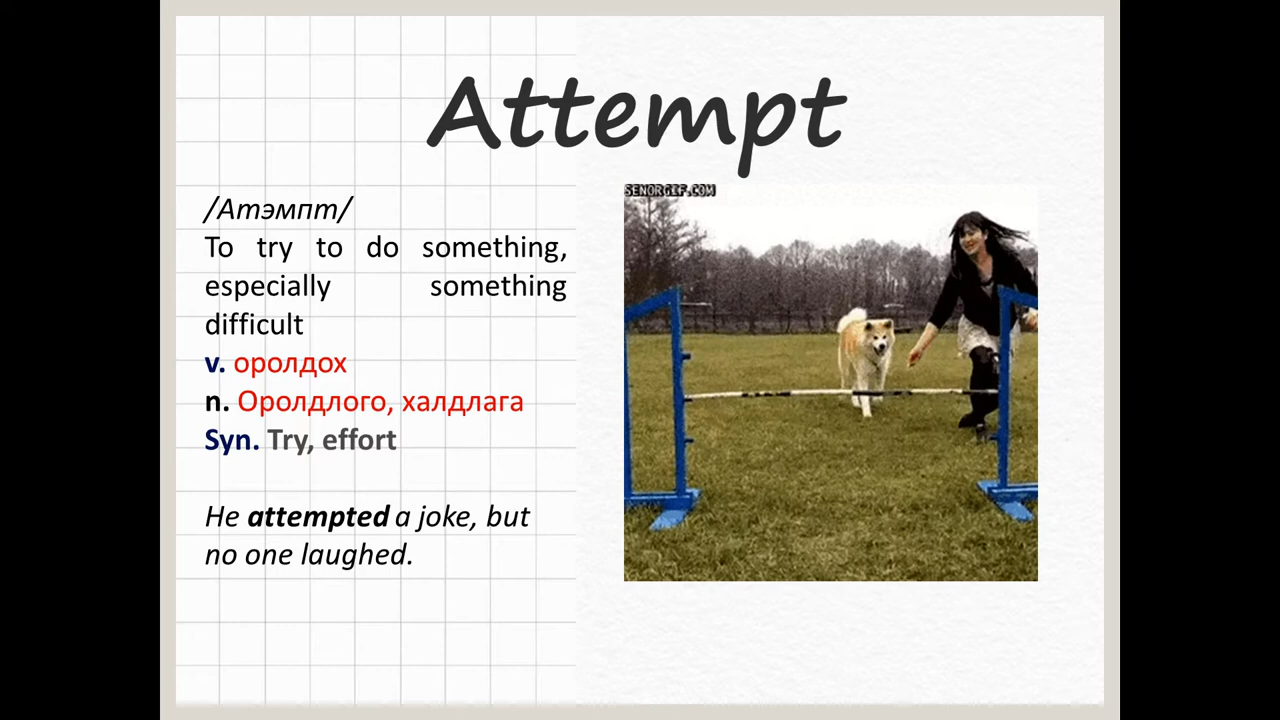 Attempt
/Атэмпт/
To try to do something,
especially something
difficult
v. оролдох
n. Оролдлого, халдлага
Syn. Try, effort
He attempted a joke, but
no one laughed.
SENORGIF.COM